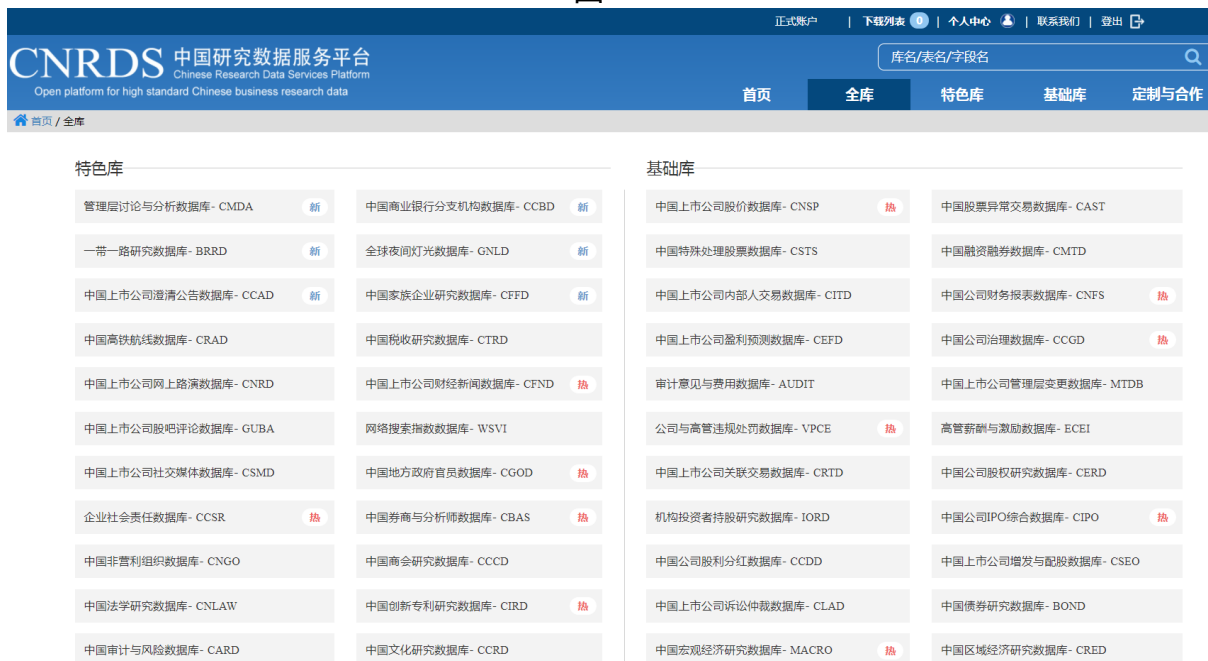 正式账户 | 下载列表 0 | 个人中心 | 联系我们 | 登出
CNRDS 中国研究数据服务平台
Chinese Research Data Services Platform
Open platform for high standard Chinese business research data
库名/表名/字段名
首页 全库 特色库 基础库 定制与合作
首页 / 全库
特色库
管理层讨论与分析数据库- CMDA 新
中国商业银行分支机构数据库- CCBD 新
一带一路研究数据库- BRRD 新
全球夜间灯光数据库- GNLD 新
中国上市公司澄清公告数据库- CCAD 新
中国家族企业研究数据库- CFFD 新
中国高铁航线数据库- CRAD
中国税收研究数据库- CTRD
中国上市公司网上路演数据库- CNRD
中国上市公司财经新闻数据库- CFND 热
中国上市公司股吧评论数据库- GUBA
网络搜索指数数据库- WSVI
中国上市公司社交媒体数据库- CSMD
中国地方政府官员数据库- CGOD 热
企业社会责任数据库- CCSR 热
中国券商与分析师数据库- CBAS 热
中国非营利组织数据库- CNGO
中国商会研究数据库- CCCD
中国法学研究数据库- CNLAW
中国创新专利研究数据库- CIRD 热
中国审计与风险数据库- CARD
中国文化研究数据库- CCRD
基础库
中国上市公司股价数据库- CNSP 热
中国股票异常交易数据库- CAST
中国特殊处理股票数据库- CSTS
中国融资融券数据库- CMTD
中国上市公司内部人交易数据库- CITD
中国公司财务报表数据库- CNFS 热
中国上市公司盈利预测数据库- CEFD
中国公司治理数据库- CCGD 热
审计意见与费用数据库- AUDIT
中国上市公司管理层变更数据库- MTDB
公司与高管违规处罚数据库- VPCE 热
高管薪酬与激励数据库- ECEI
中国上市公司关联交易数据库- CRTD
中国公司股权研究数据库- CERD
机构投资者持股研究数据库- IORD
中国公司IPO综合数据库- CIPO 热
中国公司股利分红数据库- CCDD
中国上市公司增发与配股数据库- CSEO
中国上市公司诉讼仲裁数据库- CLAD
中国债券研究数据库- BOND
中国宏观经济研究数据库- MACRO 热
中国区域经济研究数据库- CRED